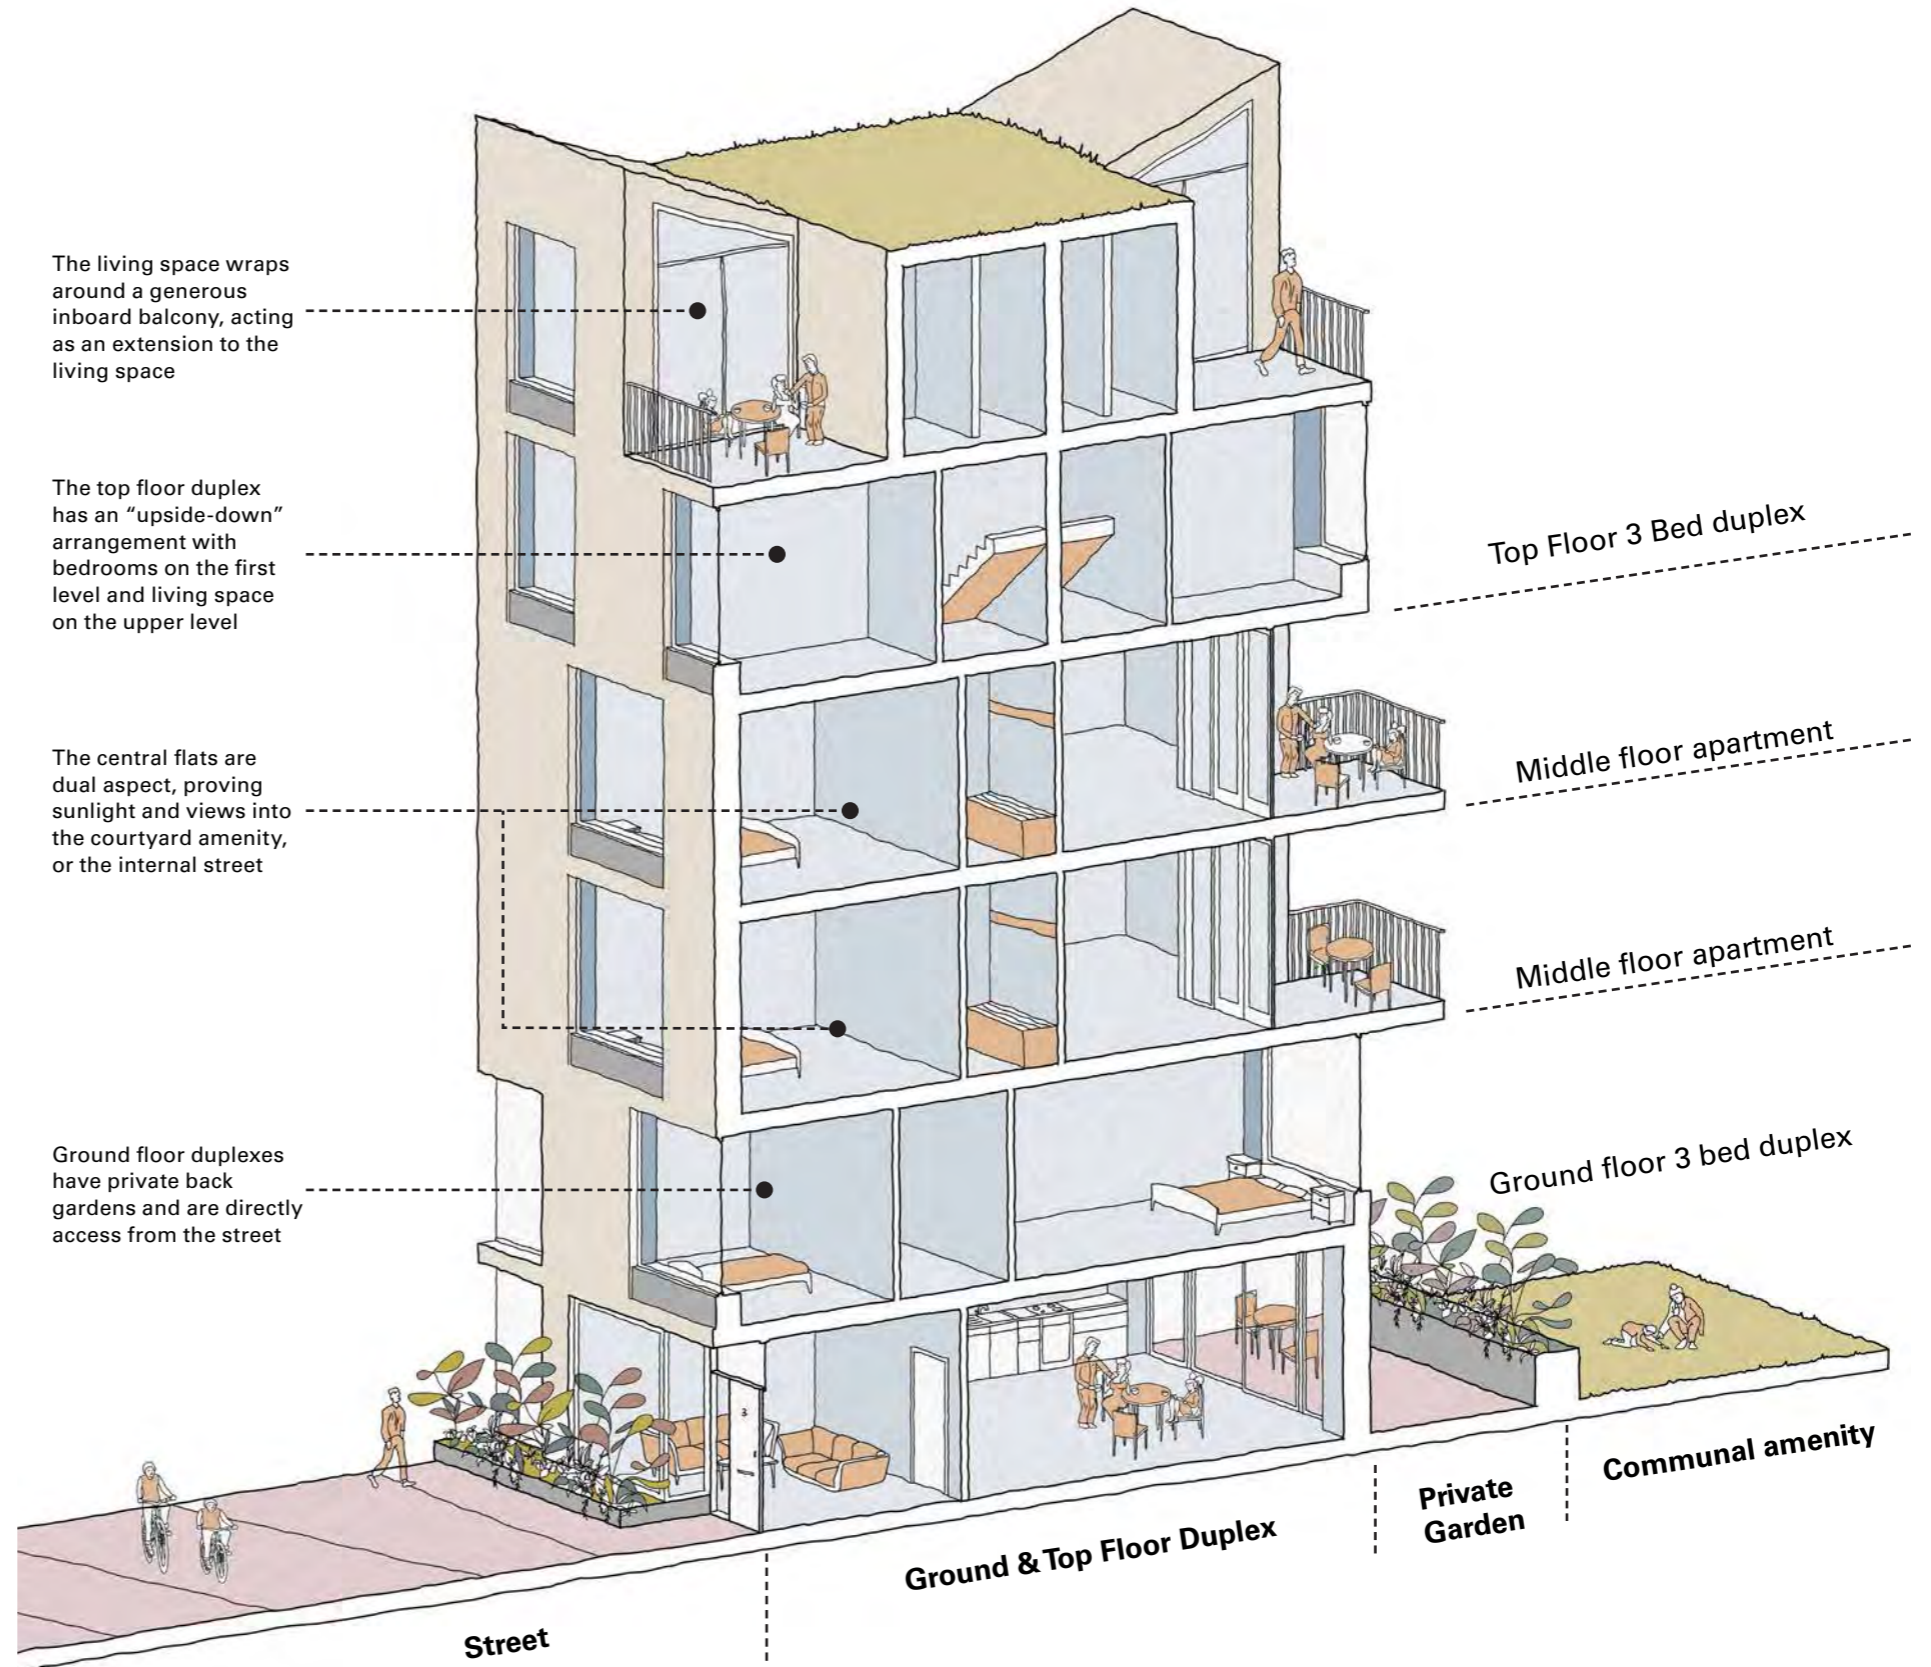 The living space wraps
around a generous
inboard balcony, acting
as an extension to the
living space
The top floor duplex
has an “upside-down”
arrangement with
bedrooms on the first
level and living space
on the upper level
The central flats are
dual aspect, proving
sunlight and views into
the courtyard amenity,
or the internal street
Ground floor duplexes
have private back
gardens and are directly
access from the street
Top Floor 3 Bed duplex
Middle floor apartment
Middle floor apartment
Ground floor 3 bed duplex
3
Street
Ground & Top Floor Duplex
Private
Garden
Communal amenity